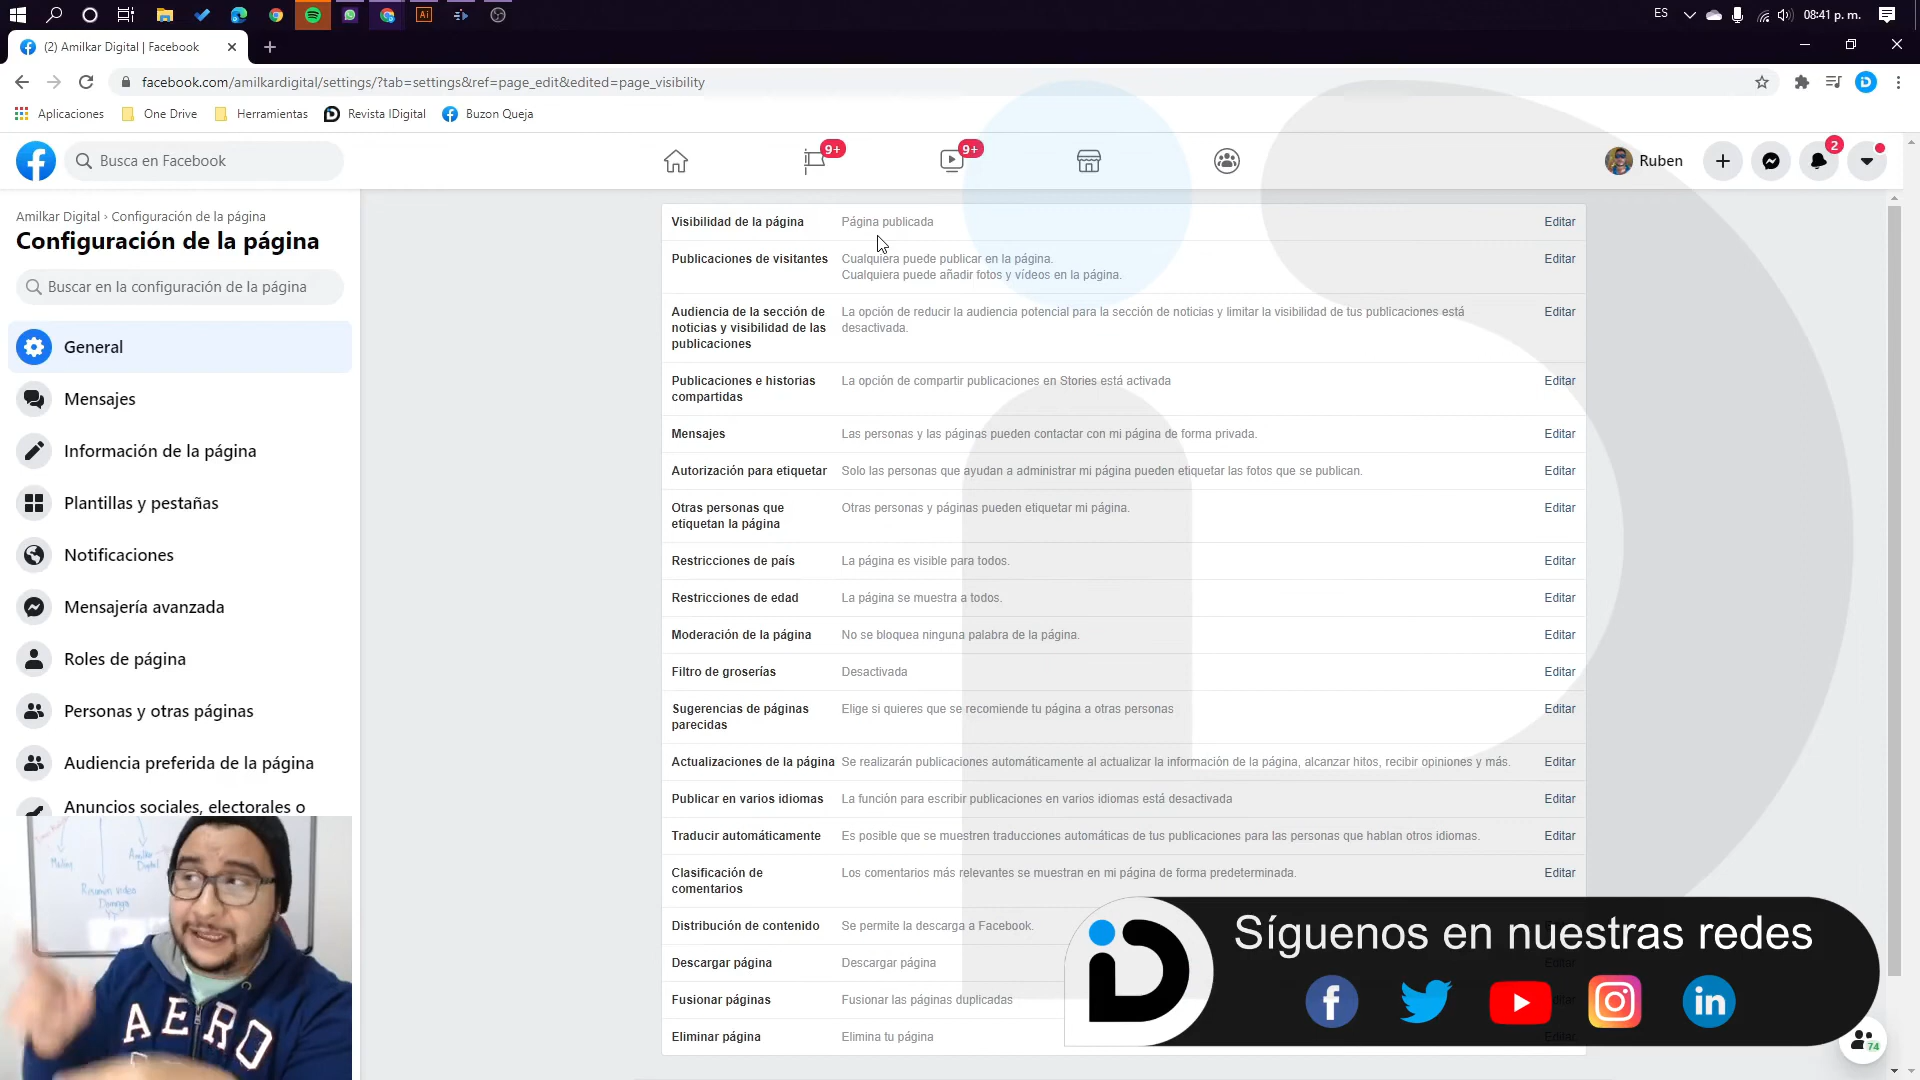 ES
08:41 p. m.
(2) Amilkar Digital | Facebook
facebook.com/amilkardigital/settings/?tab=settings&ref=page_edit&edited=page_visibility
Aplicaciones
One Drive
Herramientas
Revista IDigital
Buzon Queja
Busca en Facebook
9+
9+
Ruben
2
Amilkar Digital › Configuración de la página
Configuración de la página
Buscar en la configuración de la página
General
Mensajes
Información de la página
Plantillas y pestañas
Notificaciones
Mensajería avanzada
Roles de página
Personas y otras páginas
Audiencia preferida de la página
Anuncios sociales, electorales o
Visibilidad de la página Página publicada Editar
Publicaciones de visitantes Cualquiera puede publicar en la página. Editar
Cualquiera puede añadir fotos y vídeos en la página.
Audiencia de la sección de La opción de reducir la audiencia potencial para la sección de noticias y limitar la visibilidad de tus publicaciones está Editar
noticias y visibilidad de las desactivada.
publicaciones
Publicaciones e historias La opción de compartir publicaciones en Stories está activada Editar
compartidas
Mensajes Las personas y las páginas pueden contactar con mi página de forma privada. Editar
Autorización para etiquetar Solo las personas que ayudan a administrar mi página pueden etiquetar las fotos que se publican. Editar
Otras personas que Otras personas y páginas pueden etiquetar mi página. Editar
etiquetan la página
Restricciones de país La página es visible para todos. Editar
Restricciones de edad La página se muestra a todos. Editar
Moderación de la página No se bloquea ninguna palabra de la página. Editar
Filtro de groserías Desactivada Editar
Sugerencias de páginas Elige si quieres que se recomiende tu página a otras personas Editar
parecidas
Actualizaciones de la página Se realizarán publicaciones automáticamente al actualizar la información de la página, alcanzar hitos, recibir opiniones y más. Editar
Publicar en varios idiomas La función para escribir publicaciones en varios idiomas está desactivada Editar
Traducir automáticamente Es posible que se muestren traducciones automáticas de tus publicaciones para las personas que hablan otros idiomas. Editar
Clasificación de Los comentarios más relevantes se muestran en mi página de forma predeterminada. Editar
comentarios
Distribución de contenido Se permite la descarga a Facebook.
Descargar página Descargar página
Fusionar páginas Fusionar las páginas duplicadas
Eliminar página Elimina tu página
Síguenos en nuestras redes
74
Amilkar
Digital
Resumen
AERO